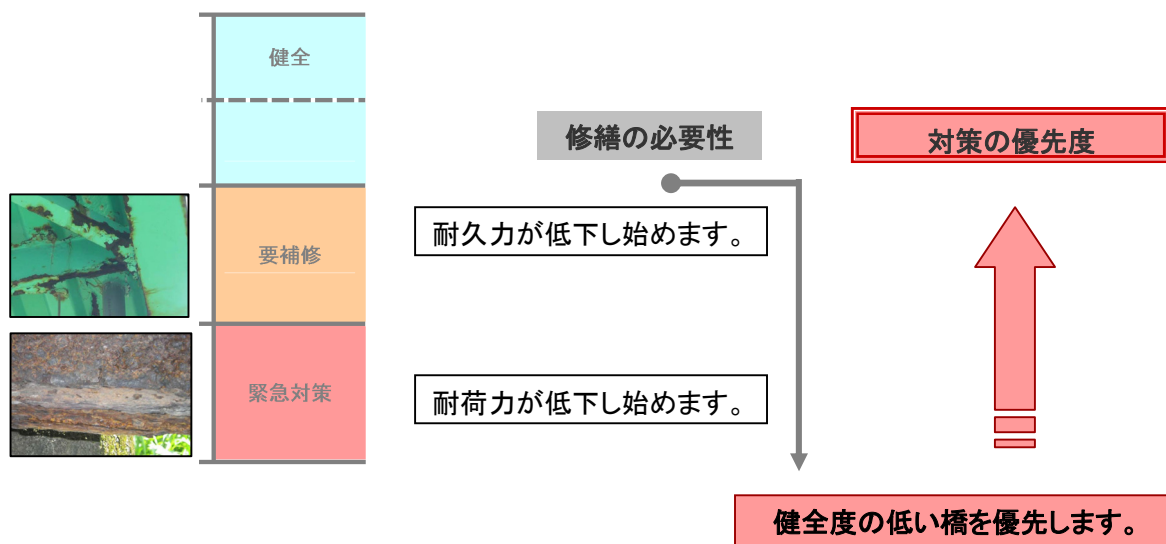 健全
修繕の必要性
対策の優先度
要補修
耐久力が低下し始めます。
緊急対策
耐荷力が低下し始めます。
健全度の低い橋を優先します。